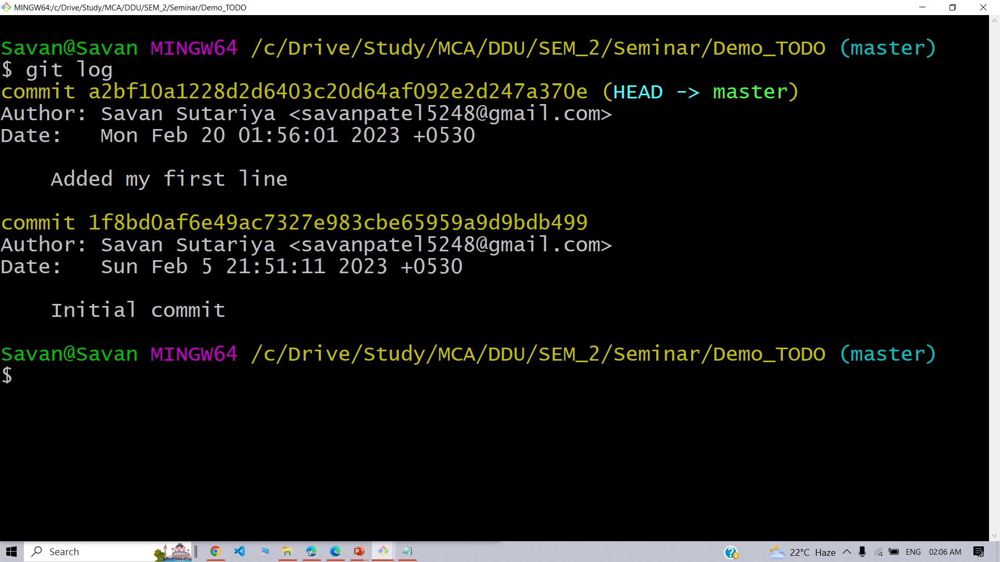 MINGW64:/c/Drive/Study/MCA/DDU/SEM_2/Seminar/Demo_TODO
Savan@Savan MINGW64 /c/Drive/Study/MCA/DDU/SEM_2/Seminar/Demo_TODO (master)
$ git log
commit a2bf10a1228d2d6403c20d64af092e2d247a370e (HEAD -> master)
Author: Savan Sutariya <savanpatel5248@gmail.com>
Date:   Mon Feb 20 01:56:01 2023 +0530
Added my first line
commit 1f8bd0af6e49ac7327e983cbe65959a9d9bdb499
Author: Savan Sutariya <savanpatel5248@gmail.com>
Date:   Sun Feb 5 21:51:11 2023 +0530
Initial commit
Savan@Savan MINGW64 /c/Drive/Study/MCA/DDU/SEM_2/Seminar/Demo_TODO (master)
$
Search 22°C Haze ENG 02:06 AM